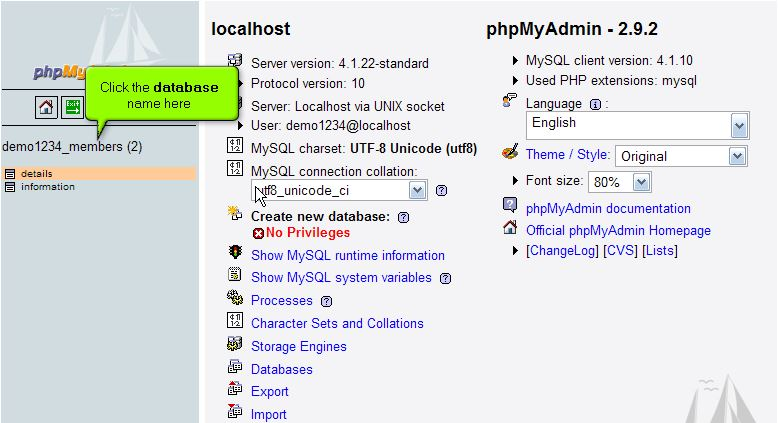 phpMy
Click the database
name here
demo1234_members (2)
details
information
localhost
Server version: 4.1.22-standard
Protocol version: 10
Server: Localhost via UNIX socket
User: demo1234@localhost
MySQL charset: UTF-8 Unicode (utf8)
MySQL connection collation:
utf8_unicode_ci
Create new database:
No Privileges
Show MySQL runtime information
Show MySQL system variables
Processes
Character Sets and Collations
Storage Engines
Databases
Export
Import
phpMyAdmin - 2.9.2
MySQL client version: 4.1.10
Used PHP extensions: mysql
Language :
English
Theme / Style: Original
Font size: 80%
phpMyAdmin documentation
Official phpMyAdmin Homepage
[ChangeLog] [CVS] [Lists]